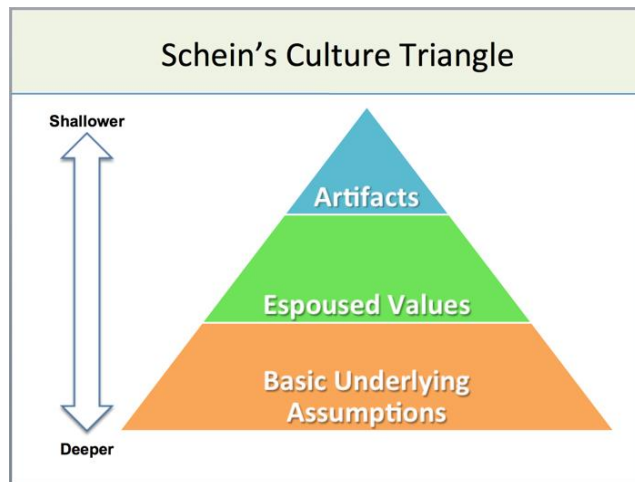 Schein’s Culture Triangle
Shallower
Artifacts
Espoused Values
Basic Underlying
Assumptions
Deeper